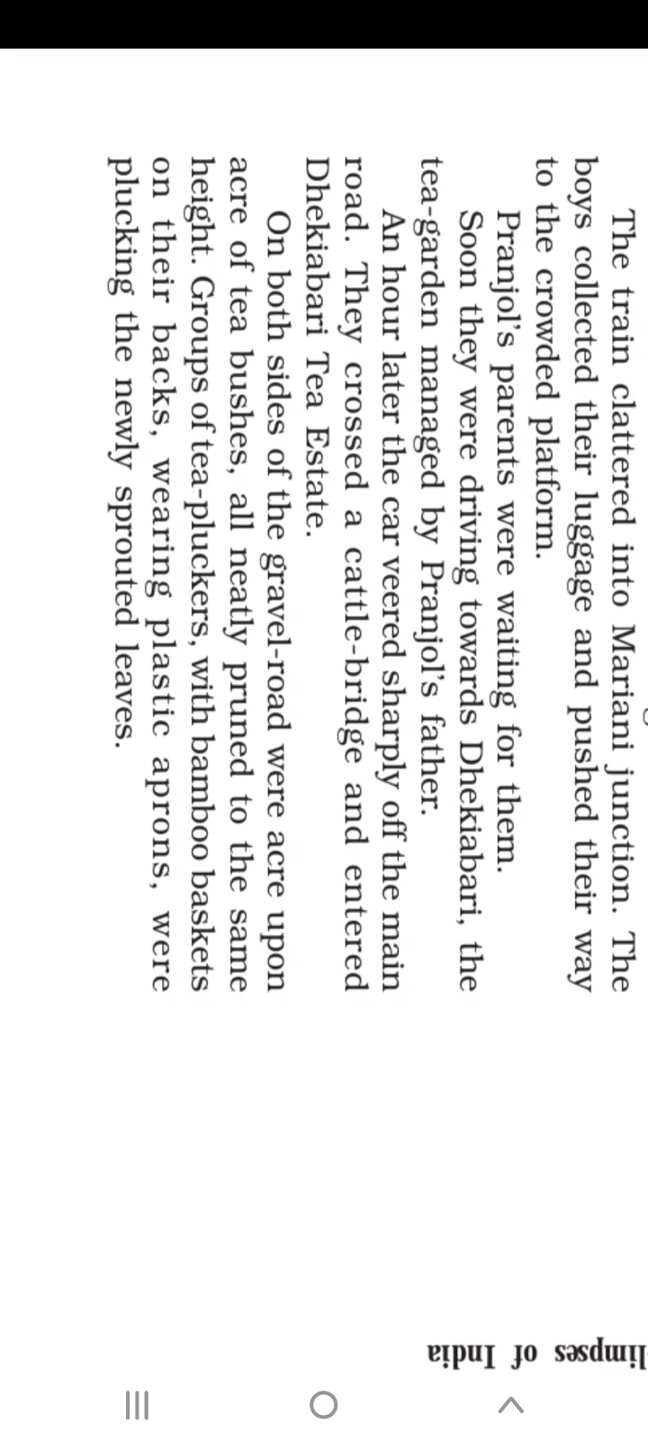 The train clattered into Mariani junction. The
boys collected their luggage and pushed their way
to the crowded platform.
Pranjol's parents were waiting for them.
Soon they were driving towards Dhekiabari, the
tea-garden managed by Pranjol's father.
An hour later the car veered sharply off the main
road. They crossed a cattle-bridge and entered
Dhekiabari Tea Estate.
On both sides of the gravel-road were acre upon
acre of tea bushes, all neatly pruned to the same
height. Groups of tea-pluckers, with bamboo baskets
on their backs, wearing plastic aprons, were
plucking the newly sprouted leaves.
limpses of India